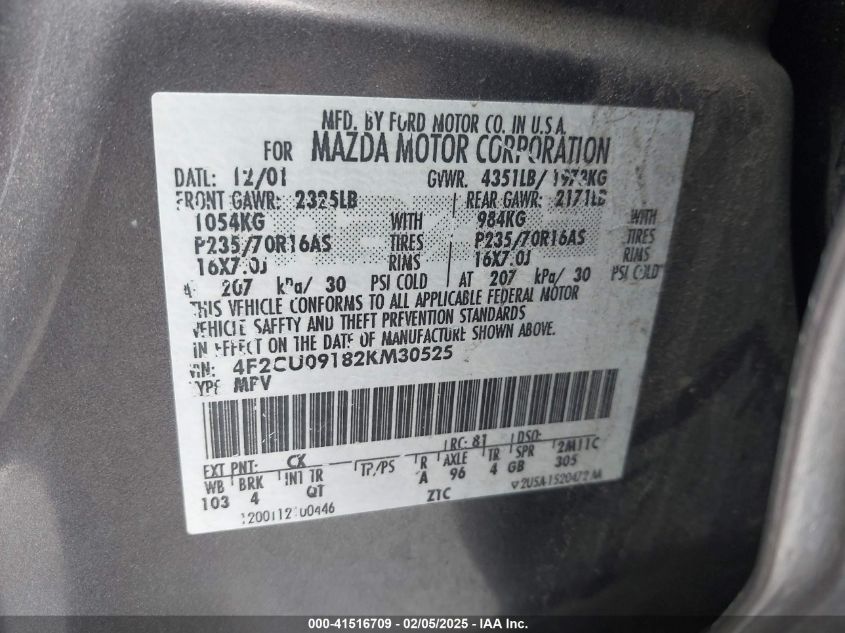 MFD. BY FORD MOTOR CO. IN U.S.A.
FOR MAZDA MOTOR CORPORATION
DATE: 12/01 GVWR: 4351LB/ 1973KG
FRONT GAWR: 2325LB REAR GAWR: 2171LB
1054KG WITH 984KG WITH
P235/70R16AS TIRES P235/70R16AS TIRES
16X7.0J RIMS 16X7.0J RIMS
207 kPa/ 30 PSI COLD AT 207 kPa/ 30 PSI COLD
THIS VEHICLE CONFORMS TO ALL APPLICABLE FEDERAL MOTOR
VEHICLE SAFETY AND THEFT PREVENTION STANDARDS
IN EFFECT ON THE DATE OF MANUFACTURE SHOWN ABOVE.
VIN: 4F2CU09182KM30525
TYPE MPV
EXT PNT: CX RC: 81 DSO:
WB BRK INT TR TP/PS R AXLE TR SPR 2M11C
103 4 QT A 96 4 GB 305
ZTC
000-41516709 - 02/05/2025 - IAA Inc.